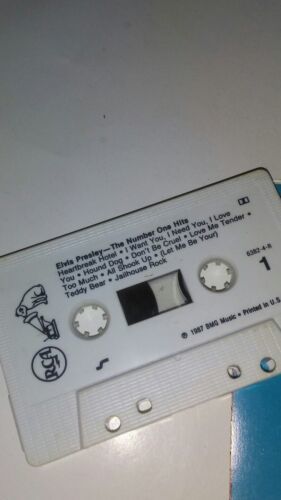 Elvis Presley—The Number One Hits
Heartbreak Hotel • I Want You, I Need You, I Love
You • Hound Dog • Don't Be Cruel • Love Me Tender •
Too Much • All Shook Up • (Let Me Be Your)
Teddy Bear • Jailhouse Rock
6382-4-R
1
RCA
℗ 1987 BMG Music • Printed in U.S.